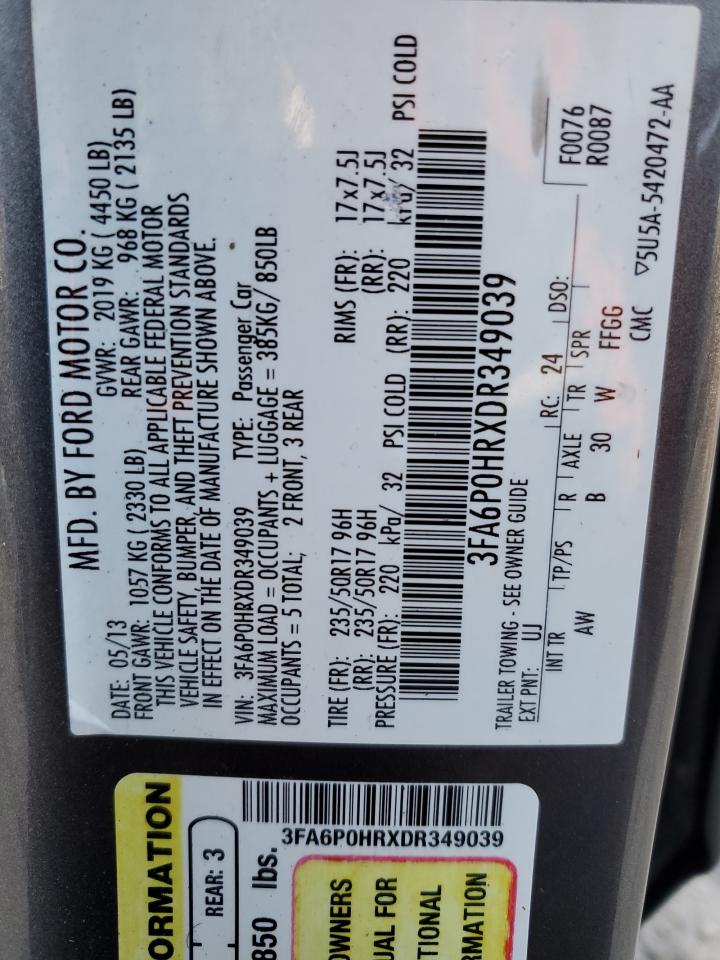 MFD. BY FORD MOTOR CO.
DATE: 05/13 GVWR: 2019 KG ( 4450 LB)
FRONT GAWR: 1057 KG ( 2330 LB) REAR GAWR: 968 KG ( 2135 LB)
THIS VEHICLE CONFORMS TO ALL APPLICABLE FEDERAL MOTOR
VEHICLE SAFETY, BUMPER, AND THEFT PREVENTION STANDARDS
IN EFFECT ON THE DATE OF MANUFACTURE SHOWN ABOVE.
VIN: 3FA6P0HRXDR349039 TYPE: Passenger Car
MAXIMUM LOAD = OCCUPANTS + LUGGAGE = 385KG/ 850LB
OCCUPANTS = 5 TOTAL; 2 FRONT, 3 REAR
TIRE (FR): 235/50R17 96H RIMS (FR): 17x7.5J
(RR): 235/50R17 96H (RR): 17x7.5J
PRESSURE (FR): 220 kPa/ 32 PSI COLD (RR): 220 kPa/ 32 PSI COLD
3FA6P0HRXDR349039
TRAILER TOWING - SEE OWNER GUIDE
EXT PNT: UJ RC: 24 DSO: F0076
R0087
INT TR TP/PS R AXLE TR SPR
AW B 30 W FFGG
CMC ▽5U5A-5420472-AA
ORMATION
REAR: 3
850 lbs.
3FA6P0HRXDR349039
OWNERS
UAL FOR
TIONAL
RMATION